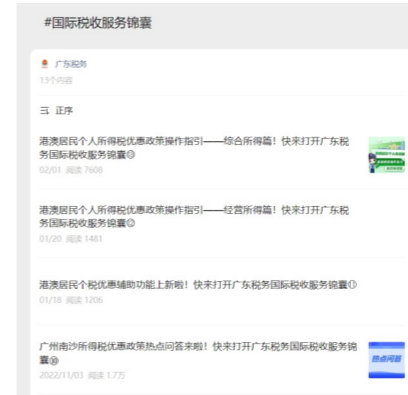 #国际税收服务锦囊
广东税务
13个内容
正序
港澳居民个人所得税优惠政策操作指引——综合所得篇！快来打开广东税
务国际税收服务锦囊⑬
02/01 阅读 7608
港澳居民个人所得税优惠政策操作指引——经营所得篇！快来打开广东税
务国际税收服务锦囊⑫
01/20 阅读 1481
港澳居民个税优惠辅助功能上新啦！快来打开广东税务国际税收服务锦囊⑪
01/18 阅读 1206
广州南沙所得税优惠政策热点问答来啦！快来打开广东税务国际税收服务锦
囊⑩
2022/11/03 阅读 1.7万
热点问答